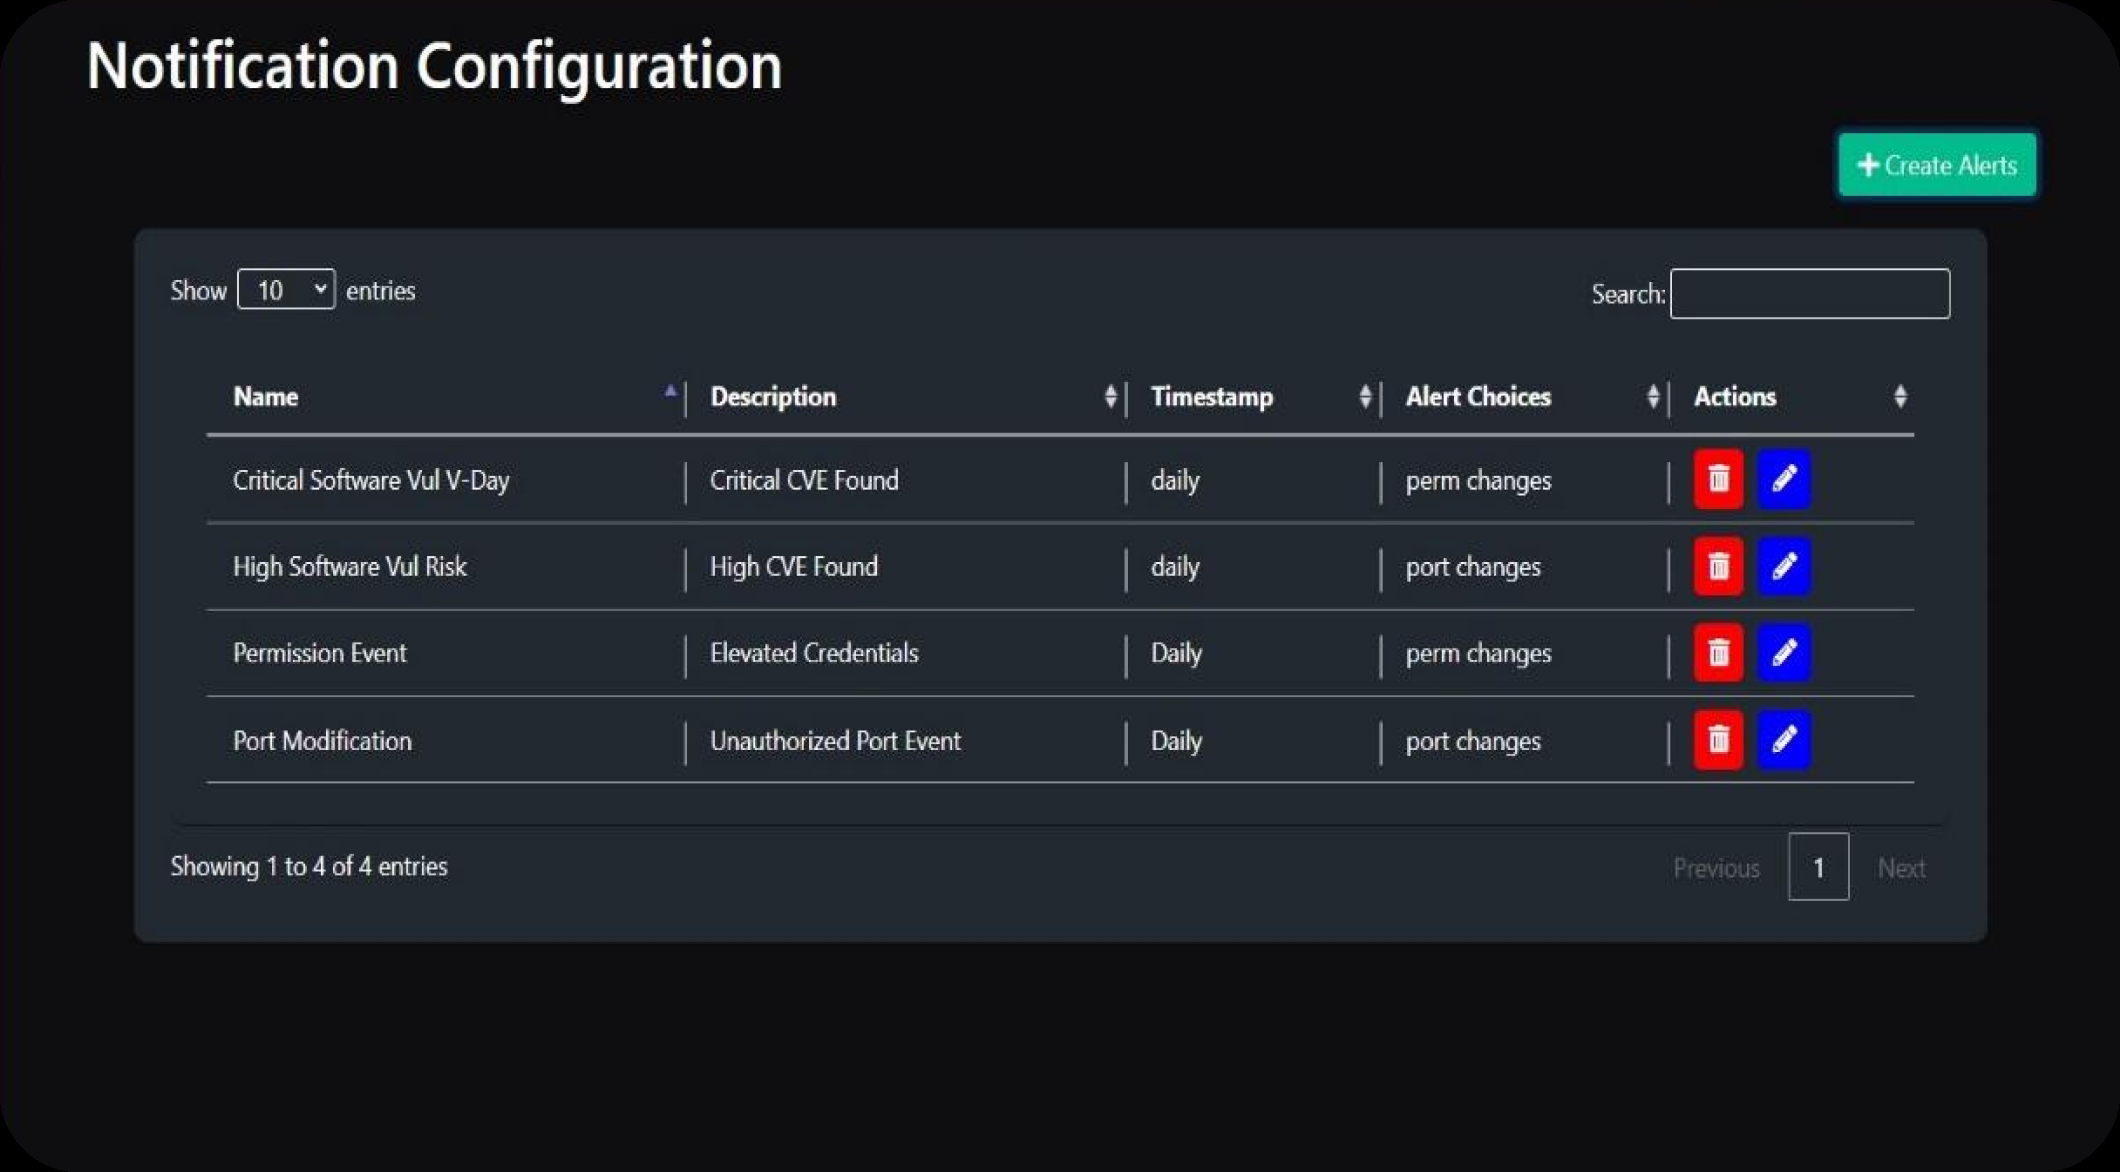 Notification Configuration
Create Alerts
Show 10 entries
Search:
Name Description Timestamp Alert Choices Actions
Critical Software Vul V-Day Critical CVE Found daily perm changes
High Software Vul Risk High CVE Found daily port changes
Permission Event Elevated Credentials Daily perm changes
Port Modification Unauthorized Port Event Daily port changes
Showing 1 to 4 of 4 entries
Previous 1 Next